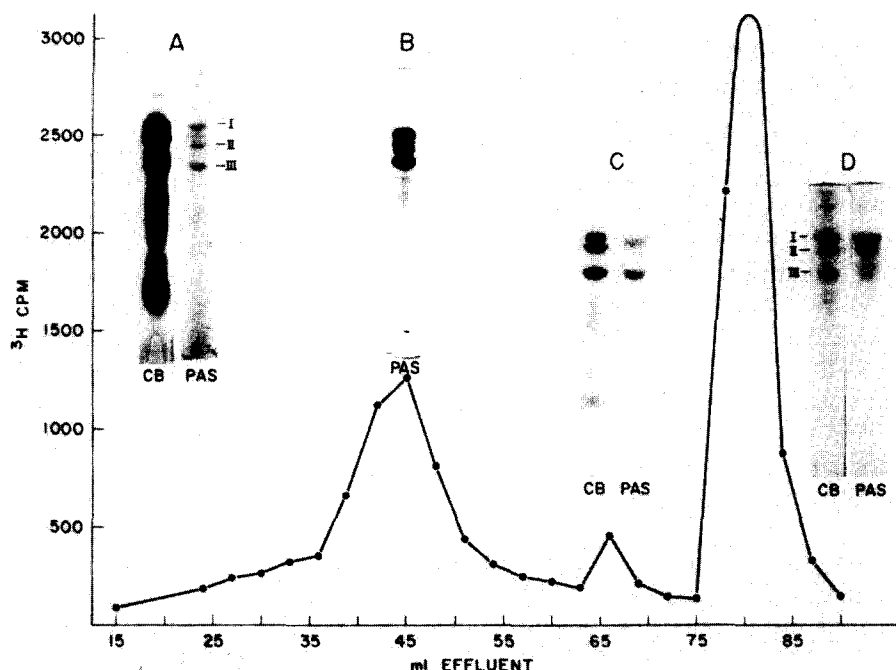 3000
2500
2000
1500
1000
500
³H CPM
A
B
C
D
-I
-II
-III
I-
II-
III-
CB PAS
PAS
CB PAS
CB PAS
15 25 35 45 55 65 75 85
ml EFFLUENT